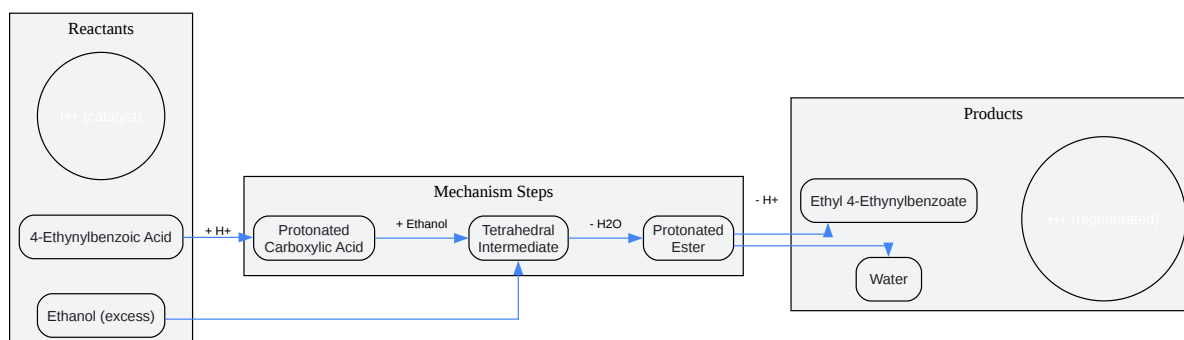 Reactants
H+ (catalyst)
4-Ethynylbenzoic Acid
Ethanol (excess)
+ H+
Mechanism Steps
Protonated
Carboxylic Acid
+ Ethanol
Tetrahedral
Intermediate
- H2O
Protonated
Ester
- H+
Products
Ethyl 4-Ethynylbenzoate
H+ (regenerated)
Water